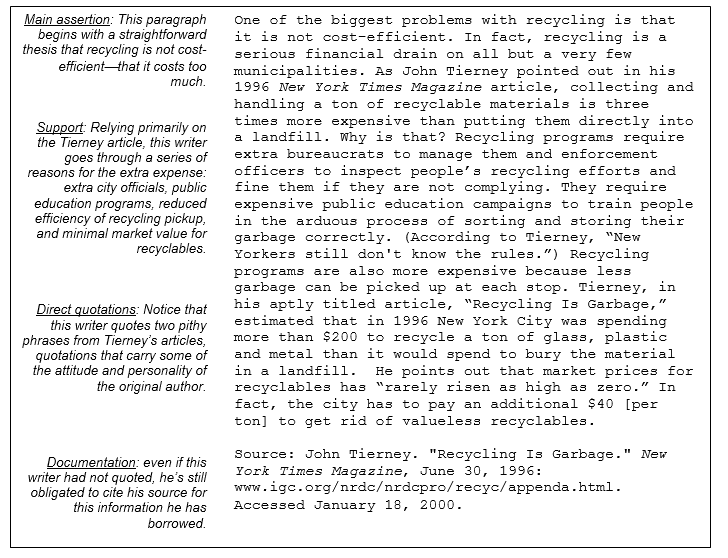 Main assertion: This paragraph
begins with a straightforward
thesis that recycling is not cost-
efficient—that it costs too
much.
Support: Relying primarily on
the Tierney article, this writer
goes through a series of
reasons for the extra expense:
extra city officials, public
education programs, reduced
efficiency of recycling pickup,
and minimal market value for
recyclables.
Direct quotations: Notice that
this writer quotes two pithy
phrases from Tierney's articles,
quotations that carry some of
the attitude and personality of
the original author.
Documentation: even if this
writer had not quoted, he's still
obligated to cite his source for
this information he has
borrowed.
One of the biggest problems with recycling is that
it is not cost-efficient. In fact, recycling is a
serious financial drain on all but a very few
municipalities. As John Tierney pointed out in his
1996 New York Times Magazine article, collecting and
handling a ton of recyclable materials is three
times more expensive than putting them directly into
a landfill. Why is that? Recycling programs require
extra bureaucrats to manage them and enforcement
officers to inspect people's recycling efforts and
fine them if they are not complying. They require
expensive public education campaigns to train people
in the arduous process of sorting and storing their
garbage correctly. (According to Tierney, “New
Yorkers still don't know the rules.”) Recycling
programs are also more expensive because less
garbage can be picked up at each stop. Tierney, in
his aptly titled article, “Recycling Is Garbage,”
estimated that in 1996 New York City was spending
more than $200 to recycle a ton of glass, plastic
and metal than it would spend to bury the material
in a landfill.  He points out that market prices for
recyclables has “rarely risen as high as zero.” In
fact, the city has to pay an additional $40 [per
ton] to get rid of valueless recyclables.
Source: John Tierney. "Recycling Is Garbage." New
York Times Magazine, June 30, 1996:
www.igc.org/nrdc/nrdcpro/recyc/appenda.html.
Accessed January 18, 2000.